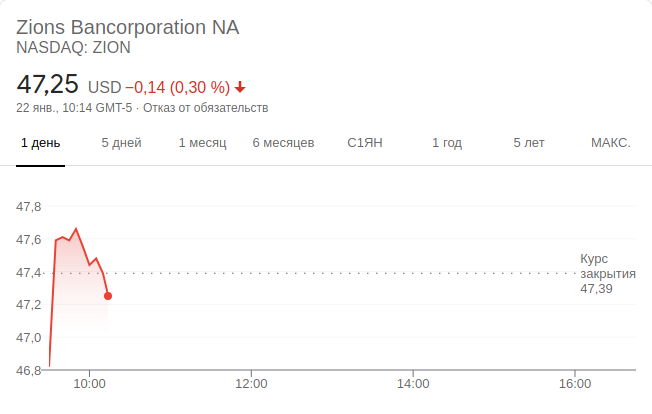 Zions Bancorporation NA
NASDAQ: ZION
47,25 USD −0,14 (0,30 %)
22 янв., 10:14 GMT-5 · Отказ от обязательств
1 день 5 дней 1 месяц 6 месяцев С1ЯН 1 год 5 лет МАКС.
47,8
47,6
Курс
47,4 закрытия
47,39
47,2
47,0
46,8
10:00 12:00 14:00 16:00